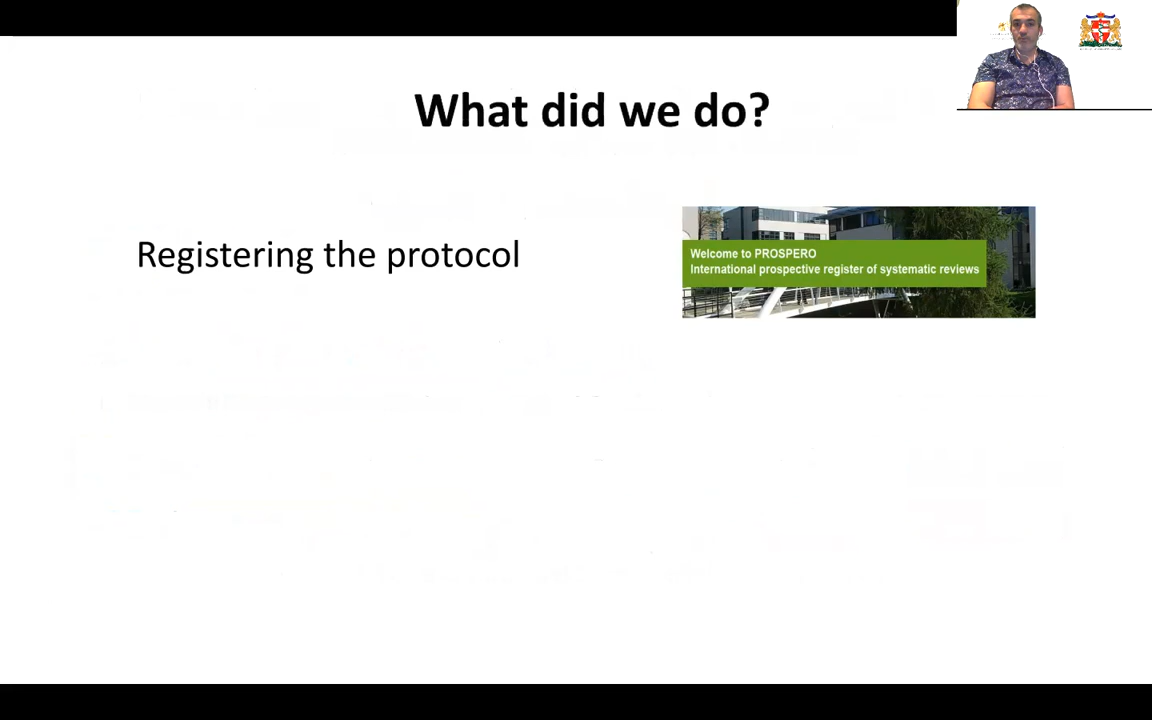 What did we do?
Registering the protocol
Welcome to PROSPERO
International prospective register of systematic reviews